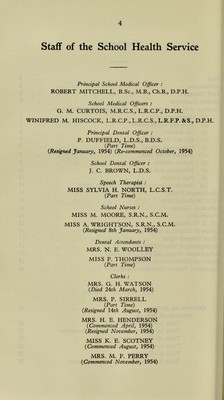 4
Staff of the School Health Service
Principal School Medical Officer :
ROBERT MITCHELL, B.Sc., M.B., Ch.B., D.P.H.
School Medical Officers :
G. M. CURTOIS, M.R.C.S., L.R.C.P., D.P.H.
WINIFRED M. HISCOCK, L.R.C.P., L.R.C.S., L.R.F.P. &S., D.P.H.
Principal Dental Officer :
P. DUFFIELD, L.D.S., B.D.S.
(Part Time)
(Resigned January, 1954) (Re-commenced October, 1954)
School Dental Officer :
J. C. BROWN, L.D.S.
Speech Therapist :
MISS SYLVIA H. NORTH, L.C.S.T.
(Part Time)
School Nurses :
MISS M. MOORE, S.R.N., S.C.M.
MISS A. WRIGHTSON, S.R.N., S.C.M.
(Resigned 8th January, 1954)
Dental Attendants :
MRS. N. E. WOOLLEY
MISS P. THOMPSON
(Part Time)
Clerks :
MRS. G. H. WATSON
(Died 24th March, 1954)
MRS. P. SIRRELL
(Part Time)
(Resigned 14th August, 1954)
MRS. H. E. HENDERSON
(Commenced April, 1954)
(Resigned November, 1954)
MISS K. E. SCOTNEY
(Commenced August, 1954)
MRS. M. F. PERRY
(Commenced November, 1954)